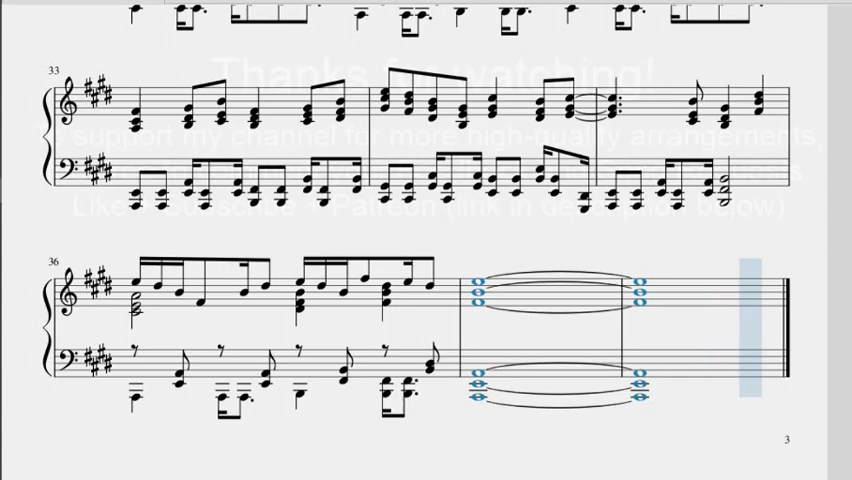 Thanks for watching!
33
To support my channel for more high-quality arrangements,
Like + Subscribe + Patreon (link in description below)
36
3